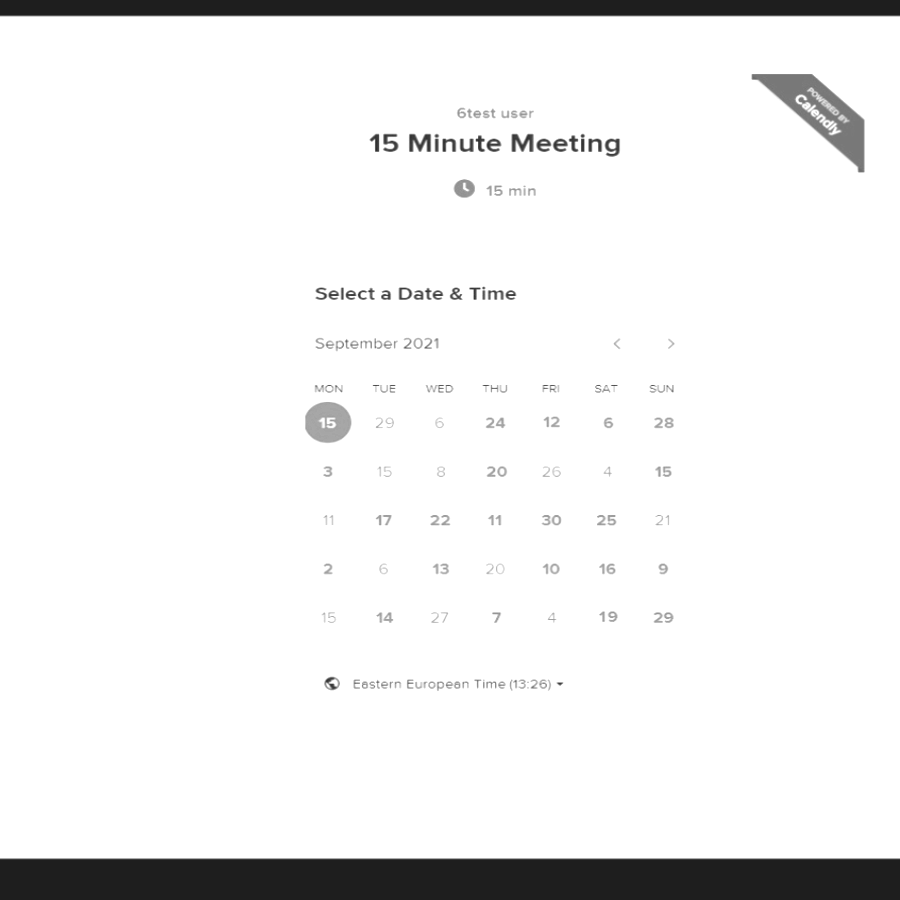 POWERED BY
Calendly
6test user
15 Minute Meeting
15 min
Select a Date & Time
September 2021
MON TUE WED THU FRI SAT SUN
15 29 6 24 12 6 28
3 15 8 20 26 4 15
11 17 22 11 30 25 21
2 6 13 20 10 16 9
15 14 27 7 4 19 29
Eastern European Time (13:26)